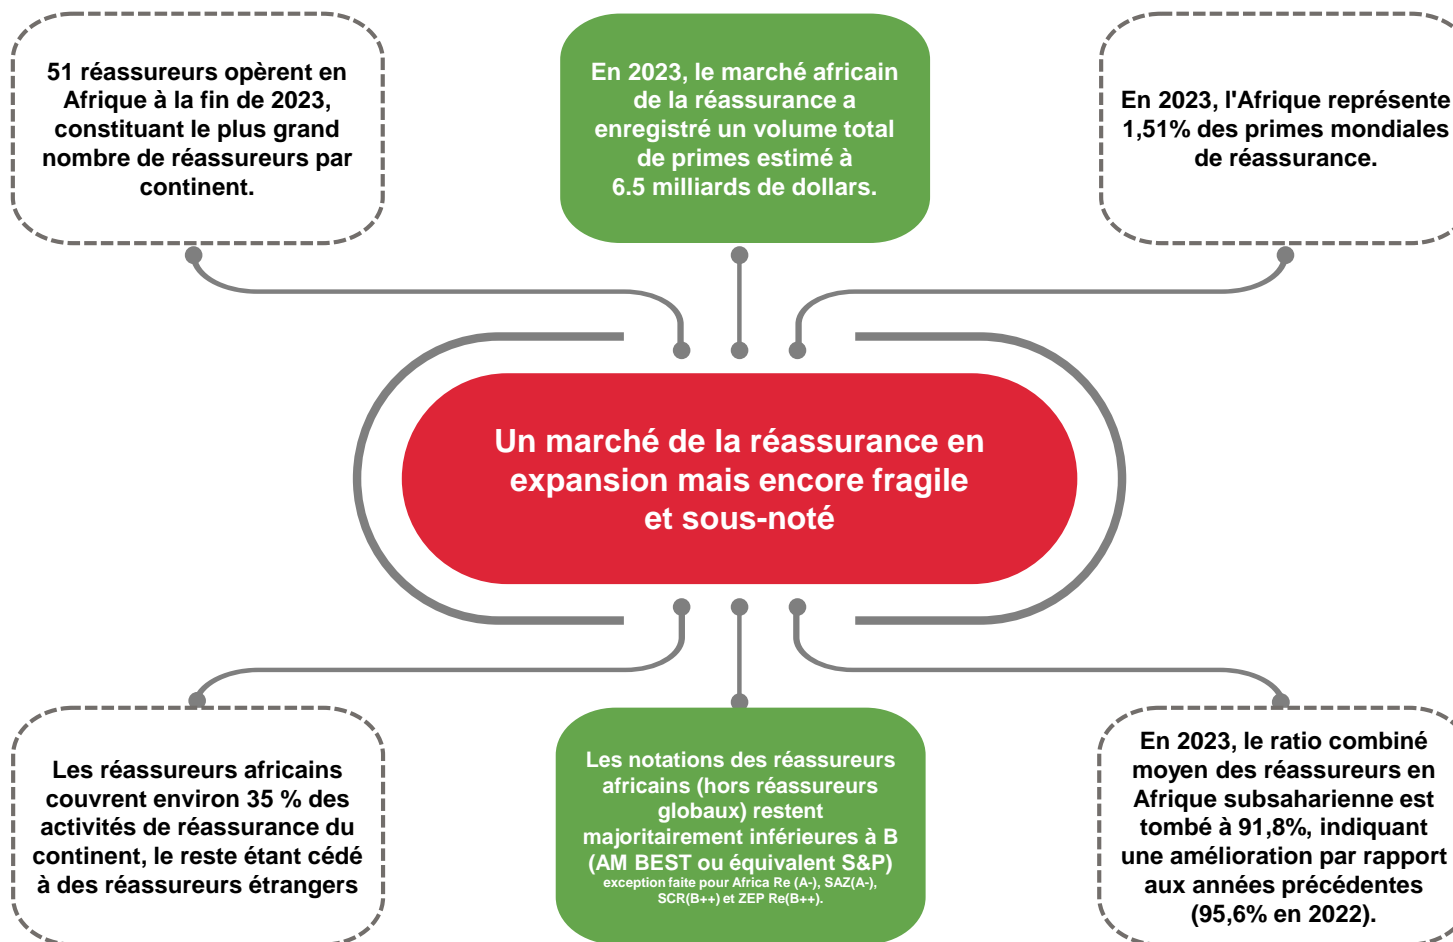 51 réassureurs opèrent en
Afrique à la fin de 2023,
constituant le plus grand
nombre de réassureurs par
continent.
En 2023, le marché africain
de la réassurance a
enregistré un volume total
de primes estimé à
6.5 milliards de dollars.
En 2023, l'Afrique représente
1,51% des primes mondiales
de réassurance.
Un marché de la réassurance en
expansion mais encore fragile
et sous-noté
Les réassureurs africains
couvrent environ 35 % des
activités de réassurance du
continent, le reste étant cédé
à des réassureurs étrangers
Les notations des réassureurs
africains (hors réassureurs
globaux) restent
majoritairement inférieures à B
(AM BEST ou équivalent S&P)
exception faite pour Africa Re (A-), SAZ(A-),
SCR(B++) et ZEP Re(B++).
En 2023, le ratio combiné
moyen des réassureurs en
Afrique subsaharienne est
tombé à 91,8%, indiquant
une amélioration par rapport
aux années précédentes
(95,6% en 2022).